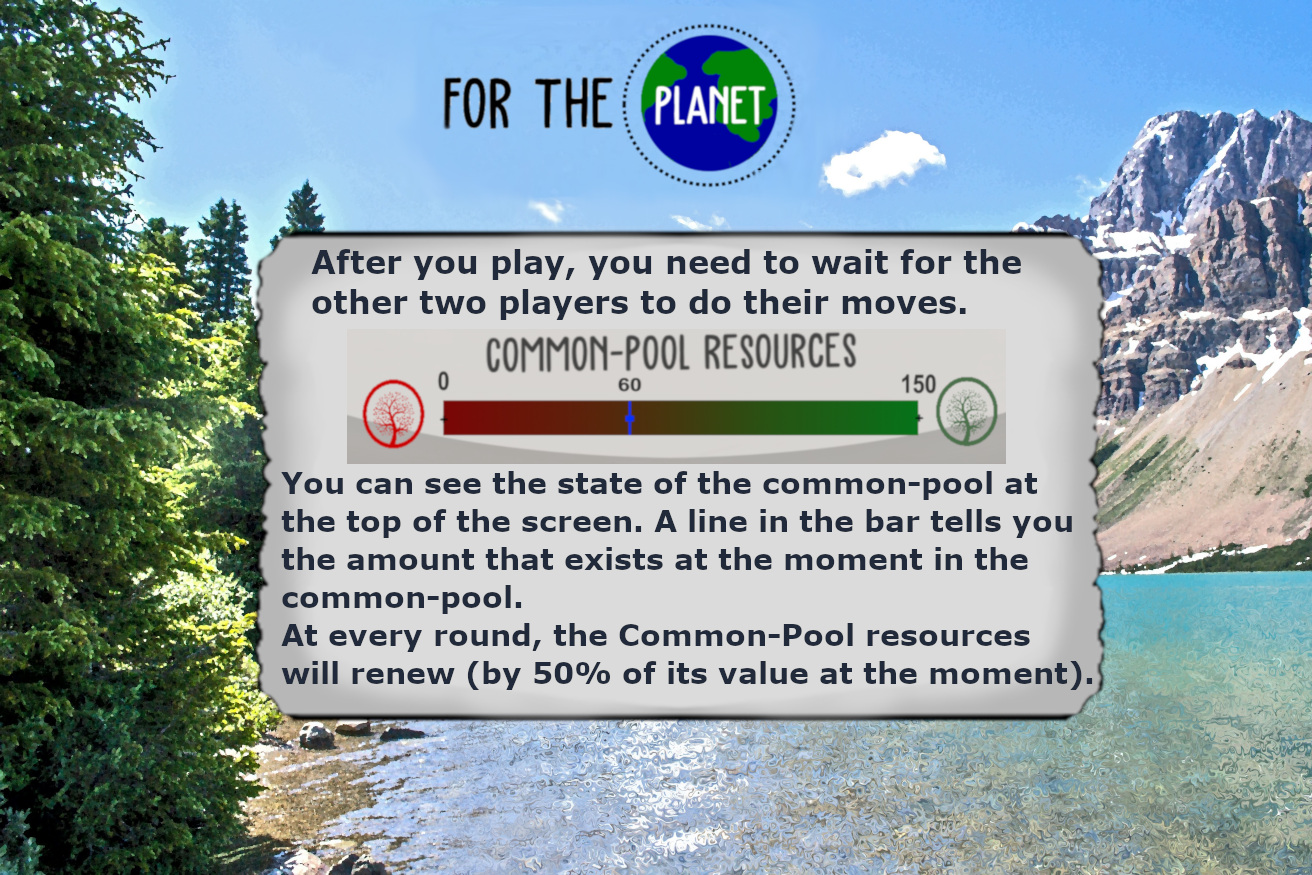 FOR THE PLANET
After you play, you need to wait for the
other two players to do their moves.
COMMON-POOL RESOURCES
0 60 150
You can see the state of the common-pool at
the top of the screen. A line in the bar tells you
the amount that exists at the moment in the
common-pool.
At every round, the Common-Pool resources
will renew (by 50% of its value at the moment).